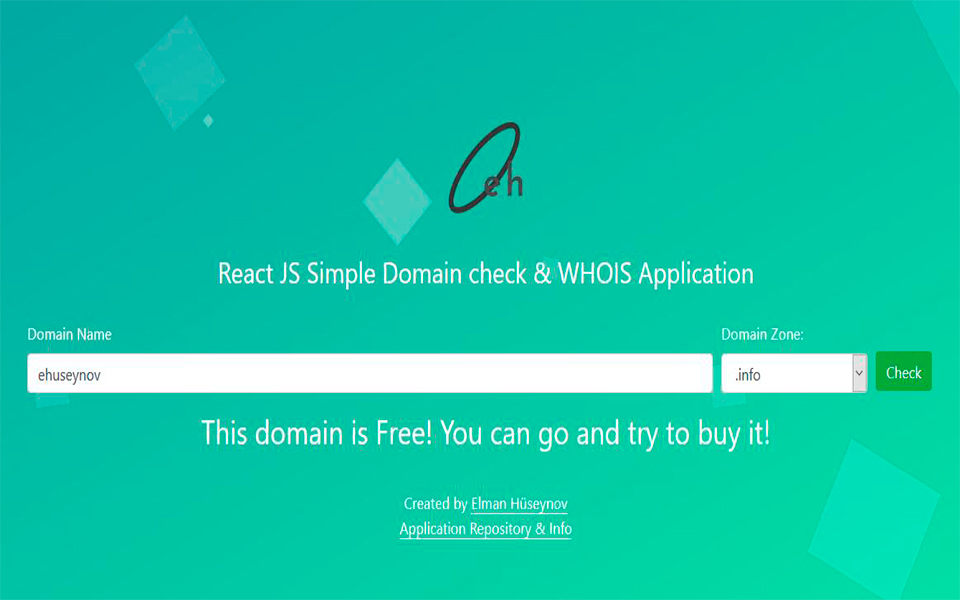 eh
React JS Simple Domain check & WHOIS Application
Domain Name
Domain Zone:
ehuseynov
.info
Check
This domain is Free! You can go and try to buy it!
Created by Elman Hüseynov
Application Repository & Info